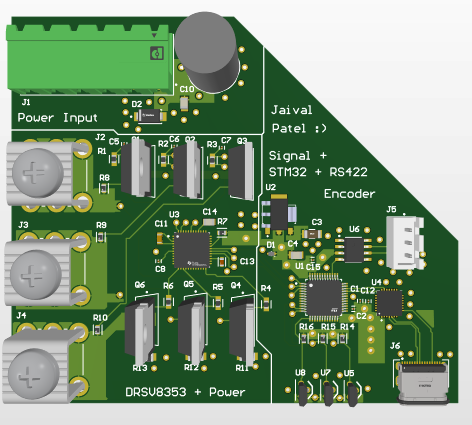 J1
Power Input
D2
C10
Jaival
Patel :)
Signal +
STM32 + RS422
Encoder
J2
R1
C5
Q1
R2
C6
Q2
R3
C7
Q3
R8
U2
J3
R9
C11
U3
C14
R7
C8
C13
D1
C3
C4
C15
U6
J5
U1
C1
C12
C2
U4
J4
R10
Q6
R6
Q5
R5
Q4
R4
R16
R15
R14
J6
R13
R12
R11
U8
U7
U5
DRSV8353 + Power